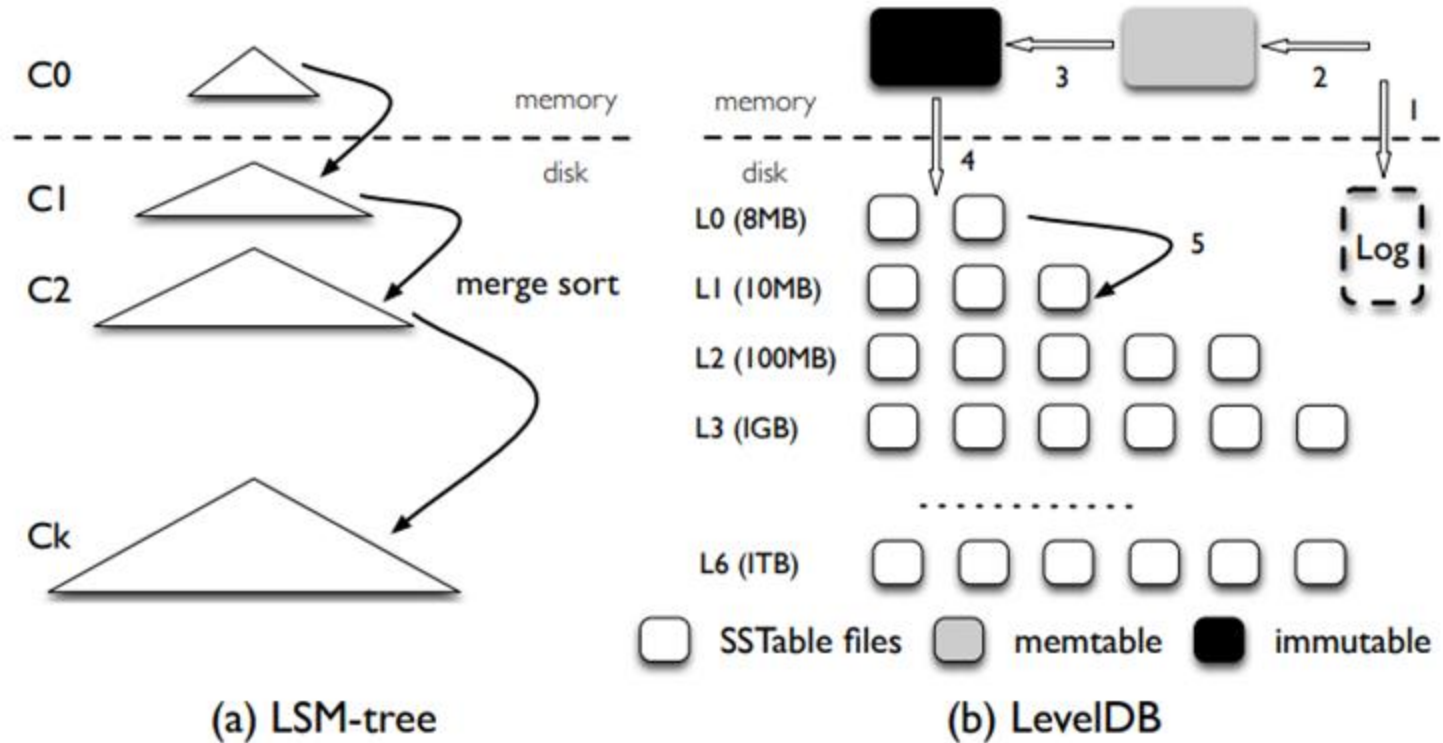 C0
memory
disk
C1
C2
merge sort
Ck
(a) LSM-tree
3
2
memory
1
4
disk
L0 (8MB)
5
Log
L1 (10MB)
L2 (100MB)
L3 (1GB)
L6 (1TB)
SSTable files
memtable
immutable
(b) LevelDB